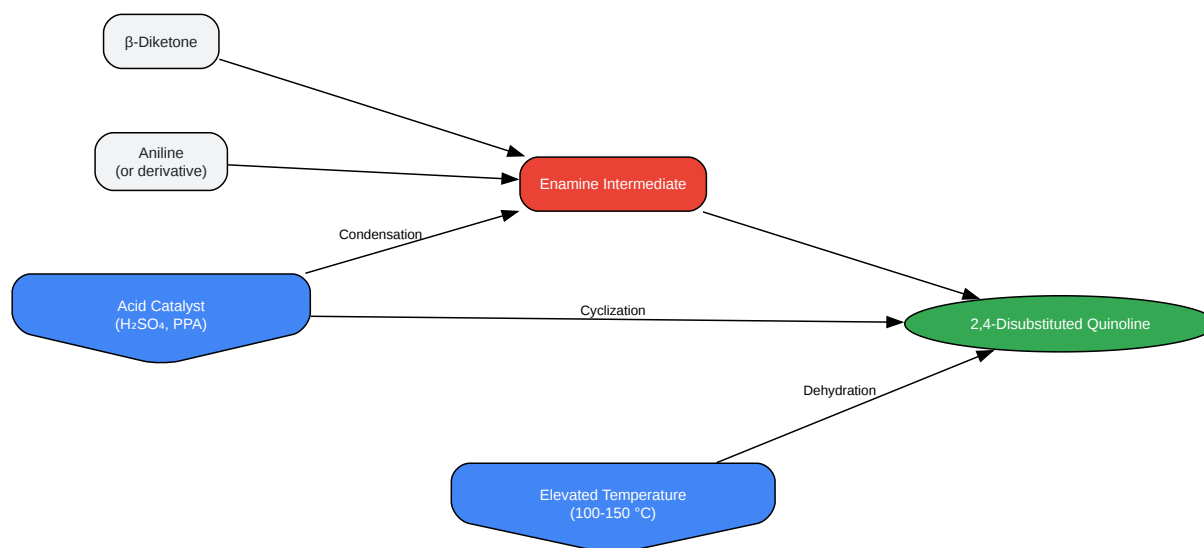 β-Diketone
Aniline
(or derivative)
Enamine Intermediate
Condensation
Acid Catalyst
(H₂SO₄, PPA)
Cyclization
2,4-Disubstituted Quinoline
Dehydration
Elevated Temperature
(100-150 °C)